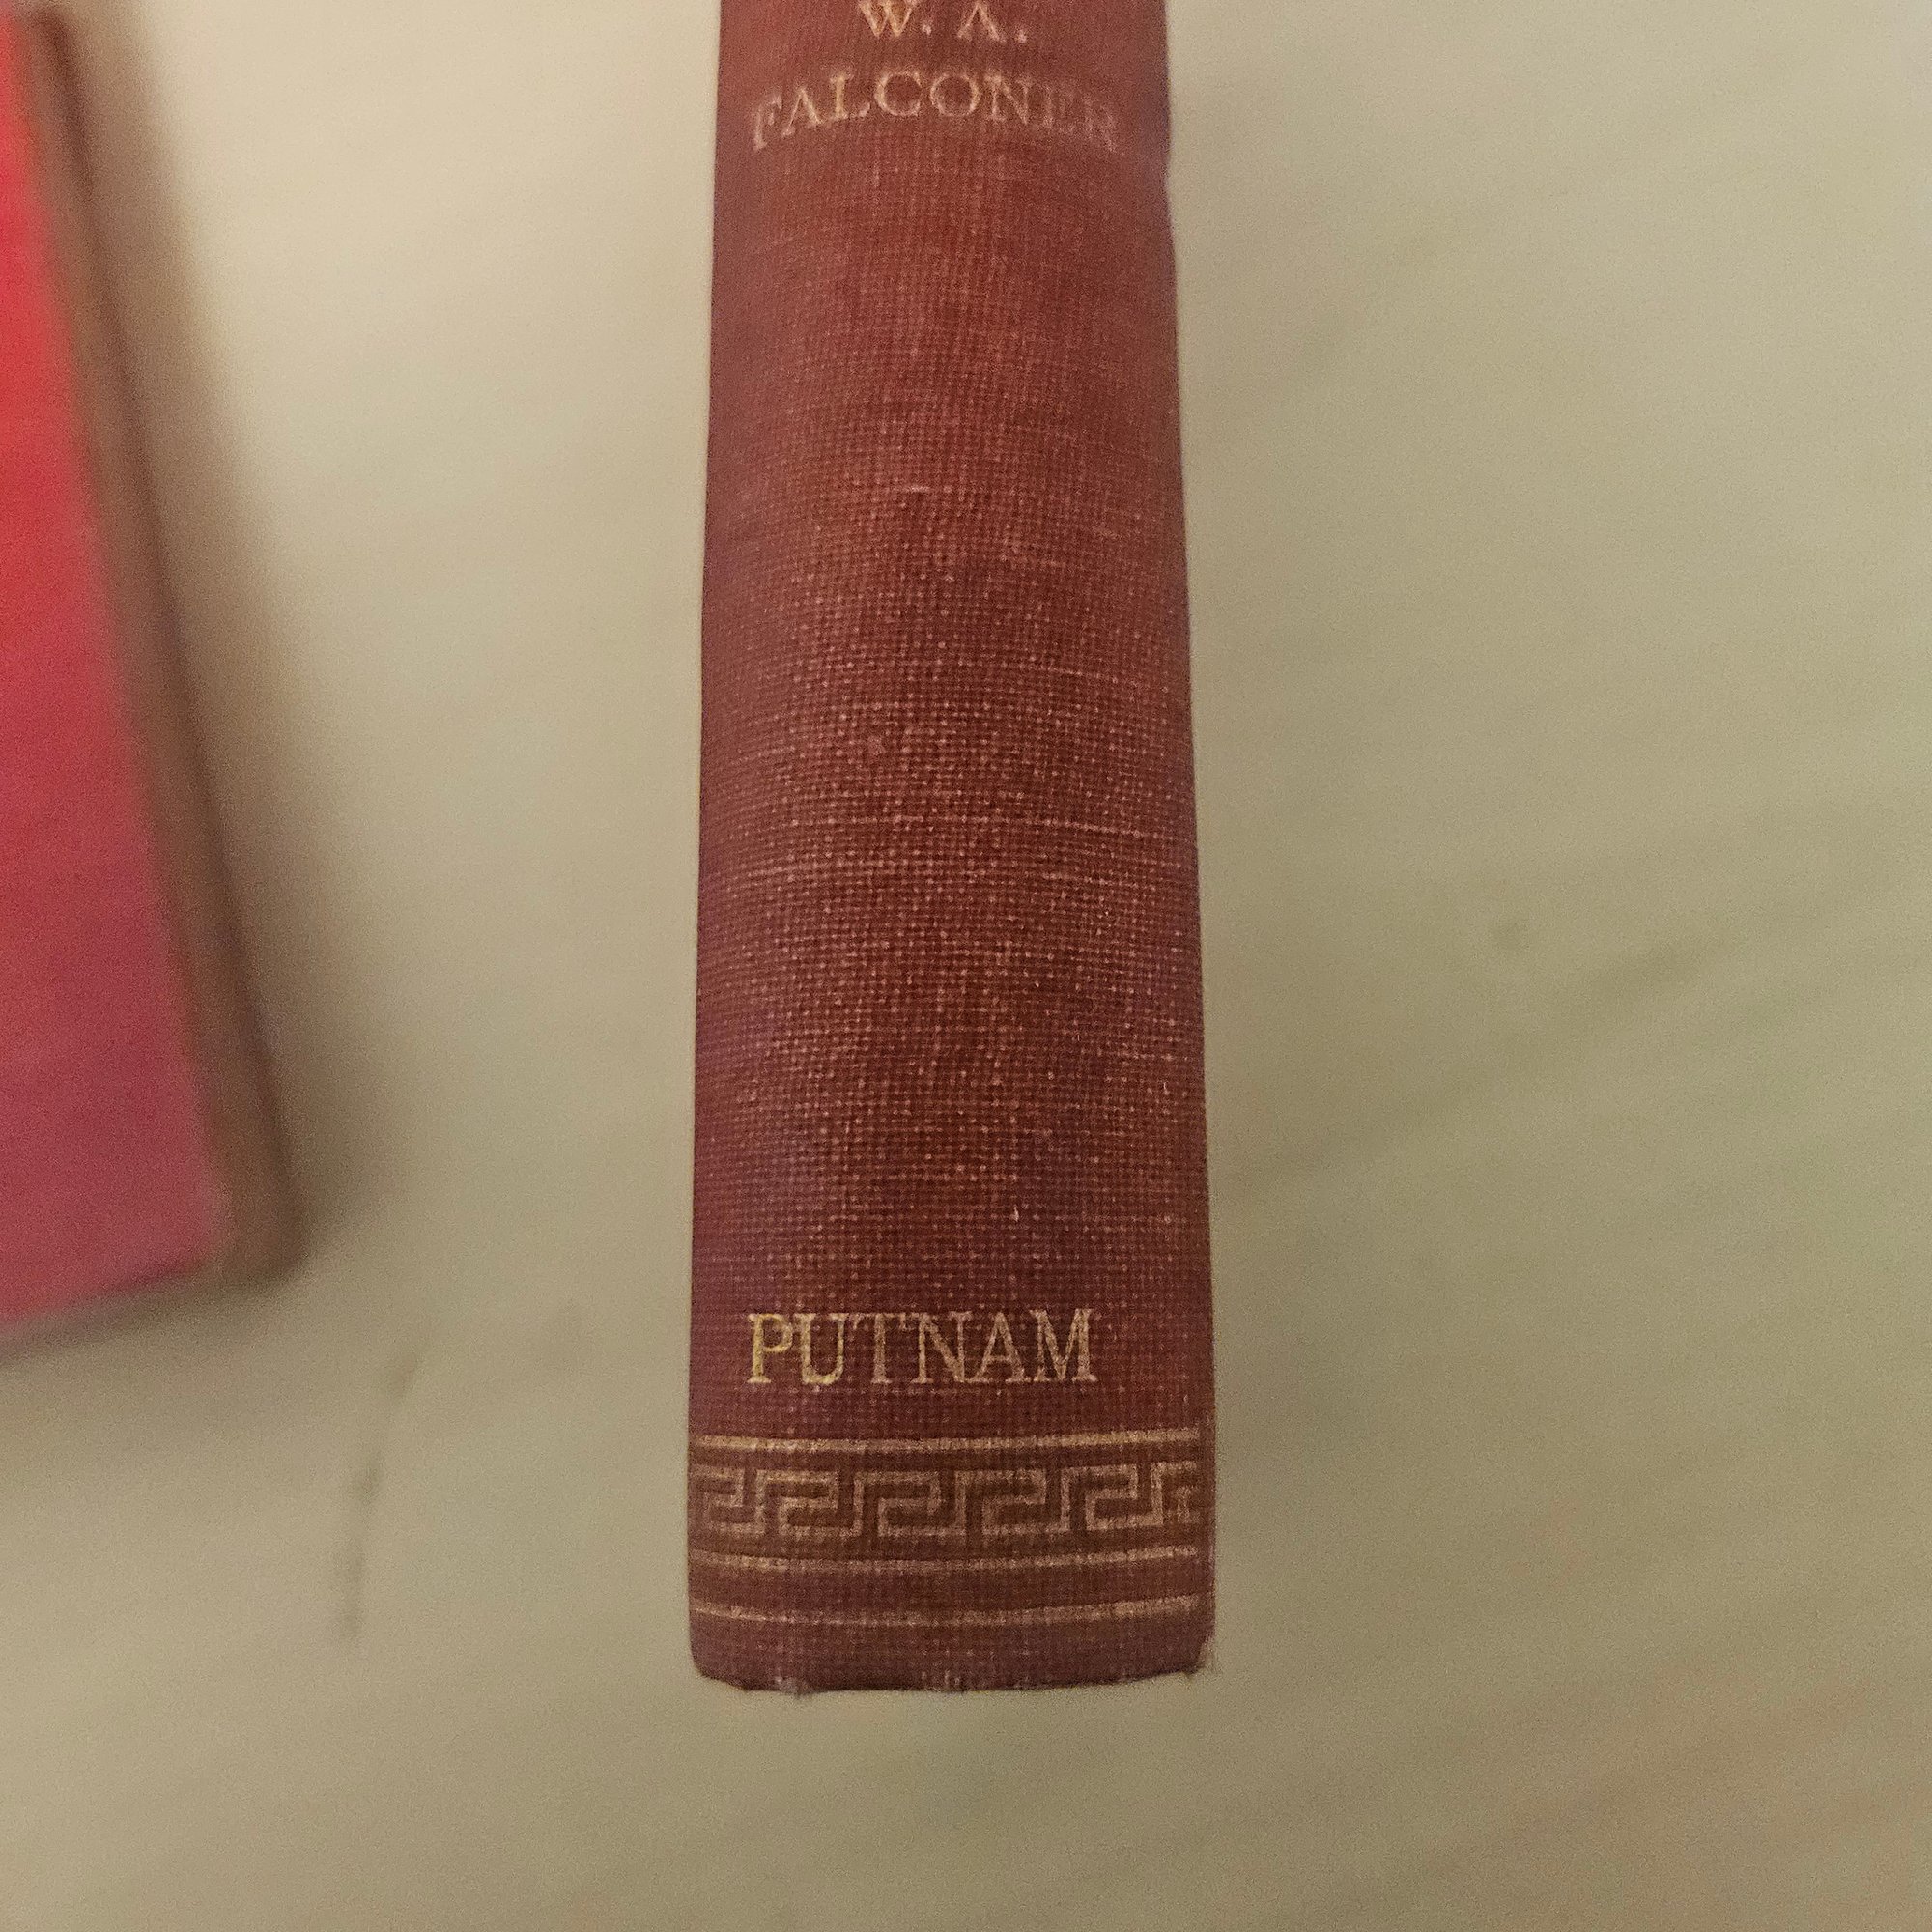 W. A.
FALCONER
PUTNAM